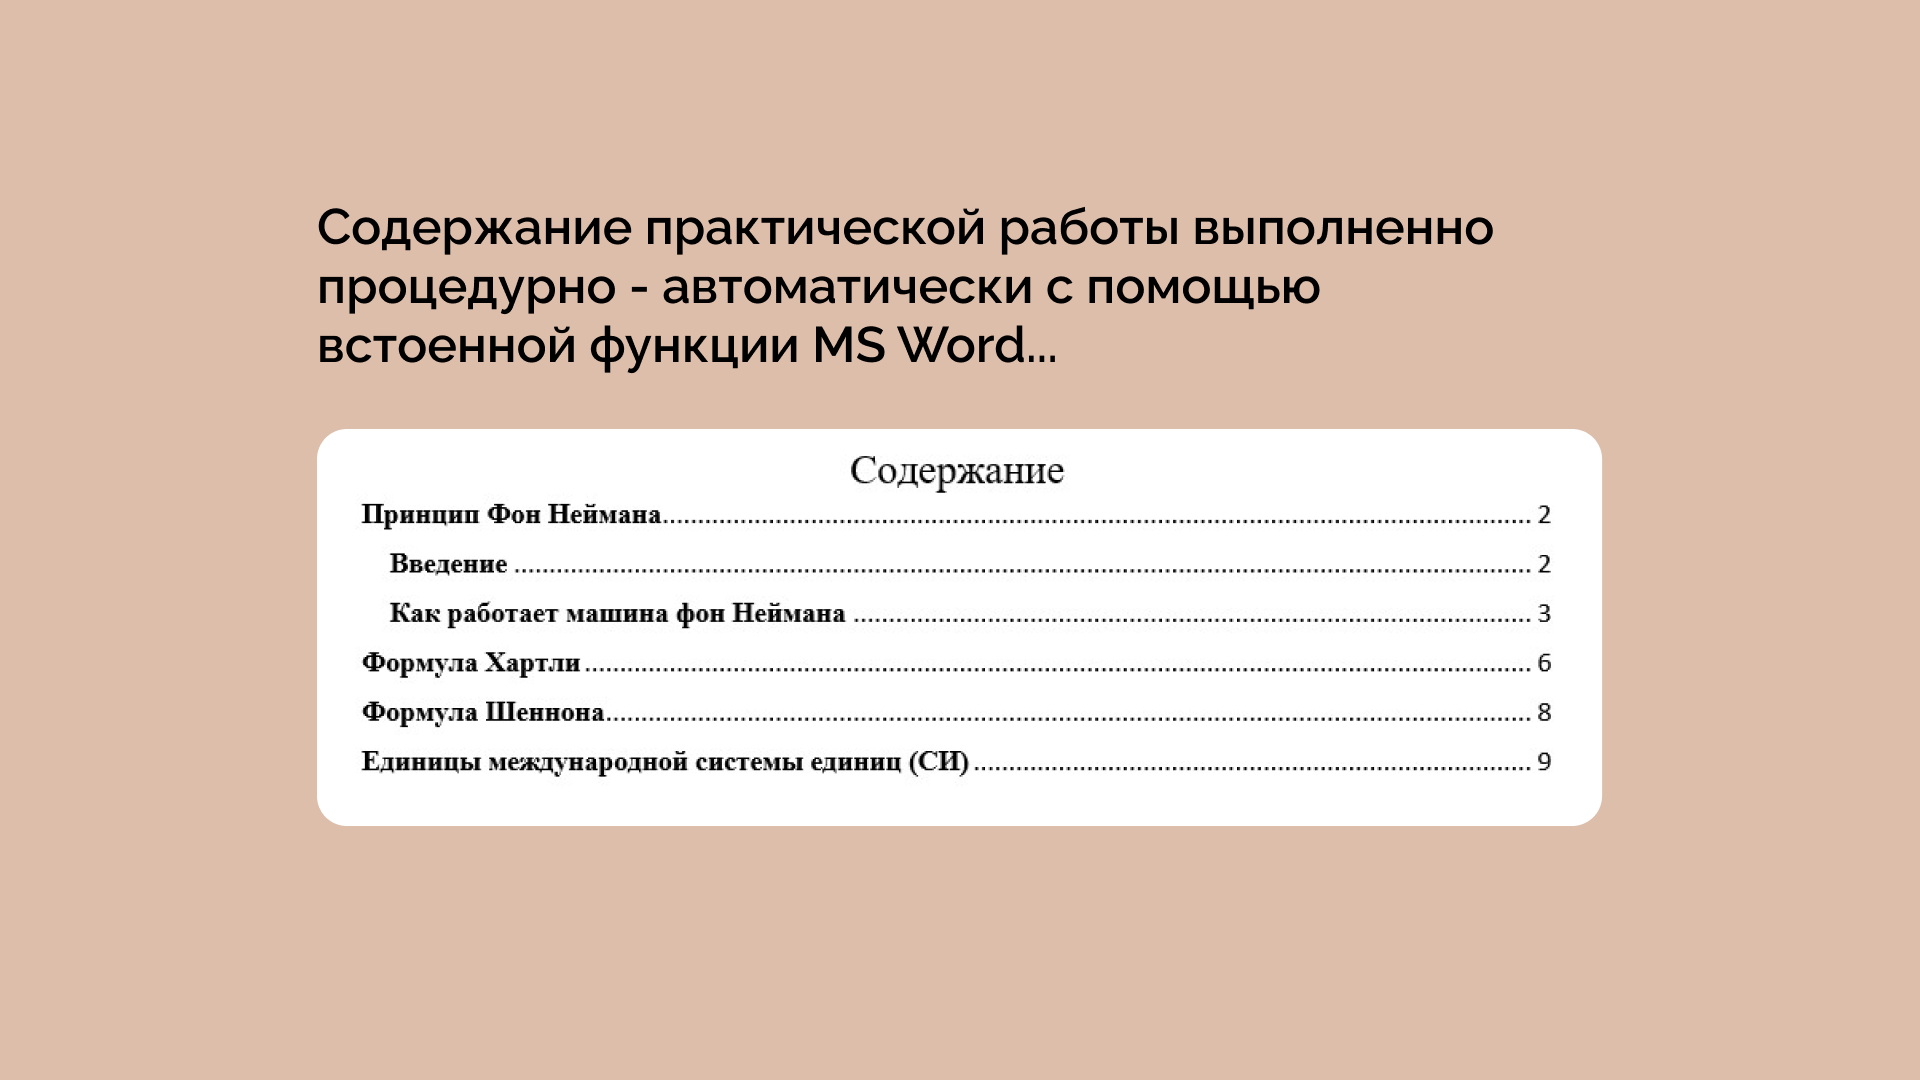 Содержание практической работы выполненно
процедурно - автоматически с помощью
встоенной функции MS Word...
Содержание
Принцип Фон Неймана........................................................................................................................ 2
Введение ........................................................................................................................ 2
Как работает машина фон Неймана ........................................................................................................................ 3
Формула Хартли ........................................................................................................................ 6
Формула Шеннона........................................................................................................................ 8
Единицы международной системы единиц (СИ) ........................................................................................................................ 9